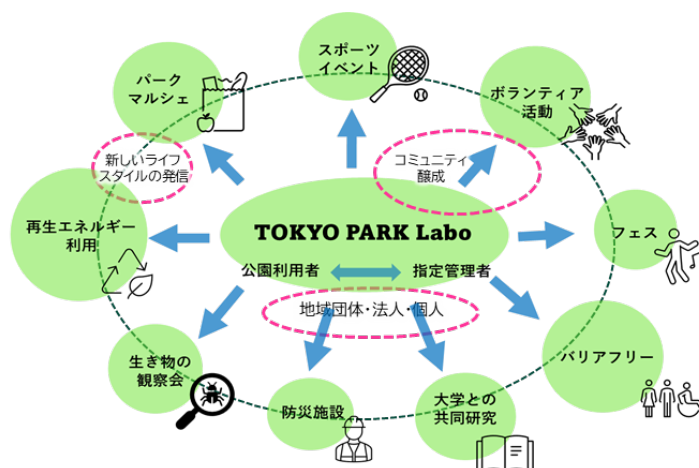 スポーツ
イベント
パーク
マルシェ
ボランティア
活動
新しいライフ
スタイルの発信
コミュニティ
醸成
再生エネルギー
利用
TOKYO PARK Labo
フェス
公園利用者
指定管理者
地域団体・法人・個人
生き物の
観察会
バリアフリー
防災施設
大学との
共同研究